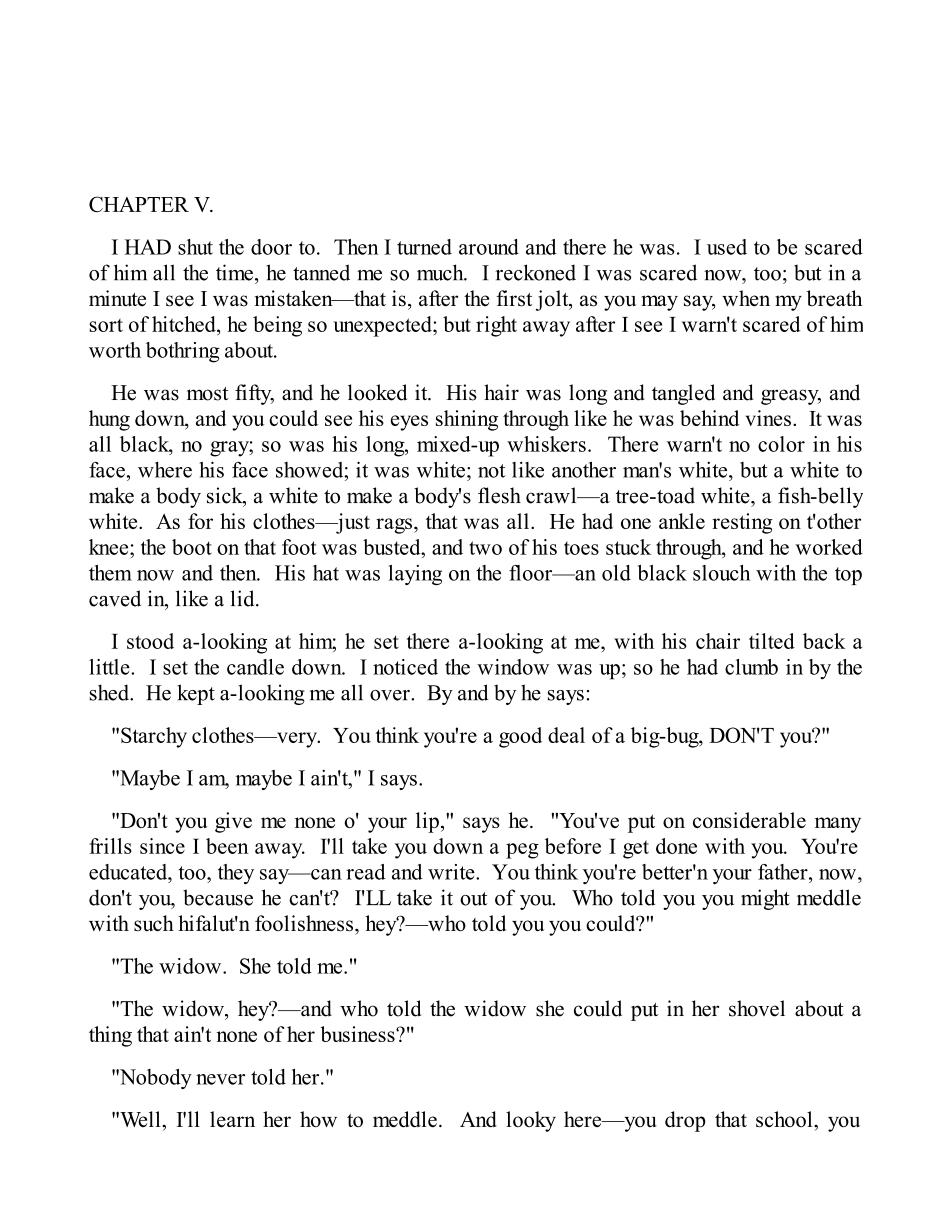 CHAPTER V.
I HAD shut the door to.  Then I turned around and there he was.  I used to be scared
of him all the time, he tanned me so much.  I reckoned I was scared now, too; but in a
minute I see I was mistaken—that is, after the first jolt, as you may say, when my breath
sort of hitched, he being so unexpected; but right away after I see I warn't scared of him
worth bothring about.
He was most fifty, and he looked it.  His hair was long and tangled and greasy, and
hung down, and you could see his eyes shining through like he was behind vines.  It was
all black, no gray; so was his long, mixed-up whiskers.  There warn't no color in his
face, where his face showed; it was white; not like another man's white, but a white to
make a body sick, a white to make a body's flesh crawl—a tree-toad white, a fish-belly
white.  As for his clothes—just rags, that was all.  He had one ankle resting on t'other
knee; the boot on that foot was busted, and two of his toes stuck through, and he worked
them now and then.  His hat was laying on the floor—an old black slouch with the top
caved in, like a lid.
I stood a-looking at him; he set there a-looking at me, with his chair tilted back a
little.  I set the candle down.  I noticed the window was up; so he had clumb in by the
shed.  He kept a-looking me all over.  By and by he says:
"Starchy clothes—very.  You think you're a good deal of a big-bug, DON'T you?"
"Maybe I am, maybe I ain't," I says.
"Don't you give me none o' your lip," says he.  "You've put on considerable many
frills since I been away.  I'll take you down a peg before I get done with you.  You're
educated, too, they say—can read and write.  You think you're better'n your father, now,
don't you, because he can't?  I'LL take it out of you.  Who told you you might meddle
with such hifalut'n foolishness, hey?—who told you you could?"
"The widow.  She told me."
"The widow, hey?—and who told the widow she could put in her shovel about a
thing that ain't none of her business?"
"Nobody never told her."
"Well, I'll learn her how to meddle.  And looky here—you drop that school, you